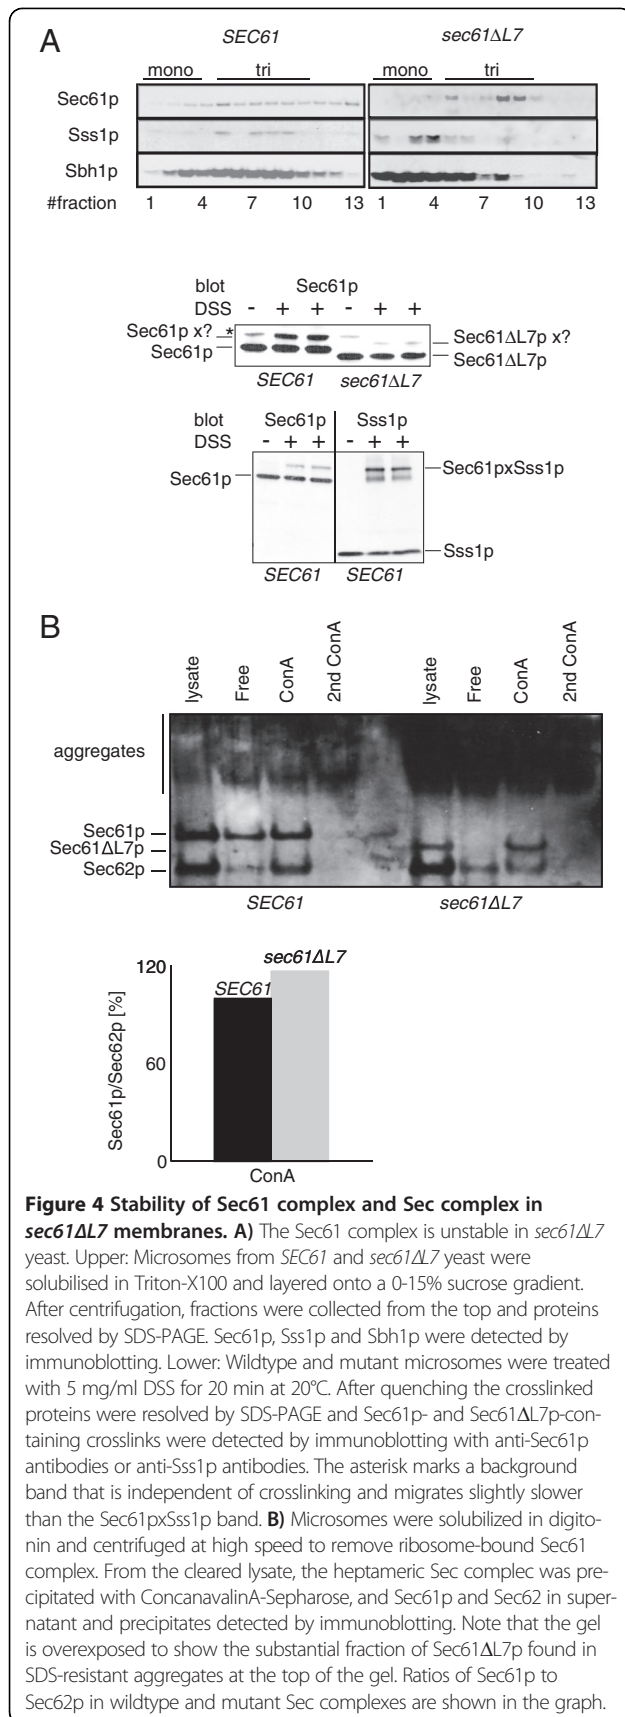 A
SEC61 sec61ΔL7
mono tri mono tri
Sec61p
Sss1p
Sbh1p
#fraction 1 4 7 10 13 1 4 7 10 13
blot Sec61p
DSS - + + - + +
Sec61p x? * Sec61ΔL7p x?
Sec61p Sec61ΔL7p
SEC61 sec61ΔL7
blot Sec61p Sss1p
DSS - + + - + +
Sec61p Sec61pxSss1p
Sss1p
SEC61 SEC61
B
lysate Free ConA 2nd ConA lysate Free ConA 2nd ConA
aggregates
Sec61p
Sec61ΔL7p
Sec62p
SEC61 sec61ΔL7
120
60
0
Sec61p/Sec62p [%]
SEC61
sec61ΔL7
ConA
Figure 4 Stability of Sec61 complex and Sec complex in
sec61ΔL7 membranes. A) The Sec61 complex is unstable in sec61ΔL7
yeast. Upper: Microsomes from SEC61 and sec61ΔL7 yeast were
solubilised in Triton-X100 and layered onto a 0-15% sucrose gradient.
After centrifugation, fractions were collected from the top and proteins
resolved by SDS-PAGE. Sec61p, Sss1p and Sbh1p were detected by
immunoblotting. Lower: Wildtype and mutant microsomes were treated
with 5 mg/ml DSS for 20 min at 20°C. After quenching the crosslinked
proteins were resolved by SDS-PAGE and Sec61p- and Sec61ΔL7p-con-
taining crosslinks were detected by immunoblotting with anti-Sec61p
antibodies or anti-Sss1p antibodies. The asterisk marks a background
band that is independent of crosslinking and migrates slightly slower
than the Sec61pxSss1p band. B) Microsomes were solubilized in digito-
nin and centrifuged at high speed to remove ribosome-bound Sec61
complex. From the cleared lysate, the heptameric Sec complec was pre-
cipitated with ConcanavalinA-Sepharose, and Sec61p and Sec62 in super-
natant and precipitates detected by immunoblotting. Note that the gel
is overexposed to show the substantial fraction of Sec61ΔL7p found in
SDS-resistant aggregates at the top of the gel. Ratios of Sec61p to
Sec62p in wildtype and mutant Sec complexes are shown in the graph.